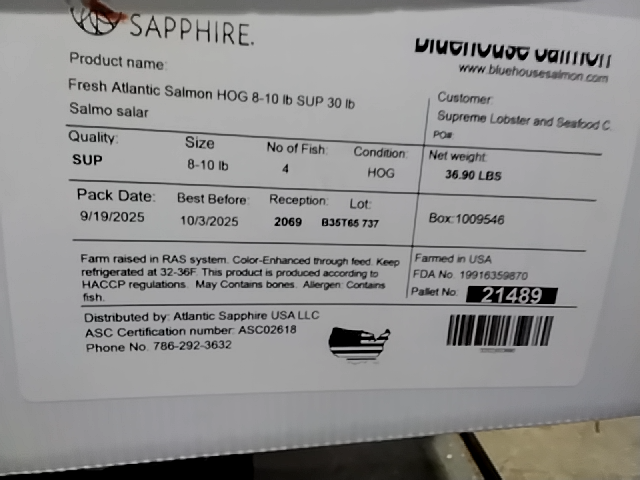 SAPPHIRE.
Bluehouse Salmon
www.bluehousesalmon.com
Product name:
Fresh Atlantic Salmon HOG 8-10 lb SUP 30 lb
Salmo salar
Customer:
Supreme Lobster and Seafood C.
PO#:
Quality: Size No of Fish: Condition:
SUP 8-10 lb 4 HOG
Net weight:
36.90 LBS
Pack Date: Best Before: Reception: Lot:
9/19/2025 10/3/2025 2069 B35T65 737
Box:1009546
Farm raised in RAS system. Color-Enhanced through feed. Keep
refrigerated at 32-36F. This product is produced according to
HACCP regulations. May Contains bones. Allergen: Contains
fish.
Farmed in USA
FDA No. 19916359870
Pallet No: 21489
Distributed by: Atlantic Sapphire USA LLC
ASC Certification number: ASC02618
Phone No. 786-292-3632